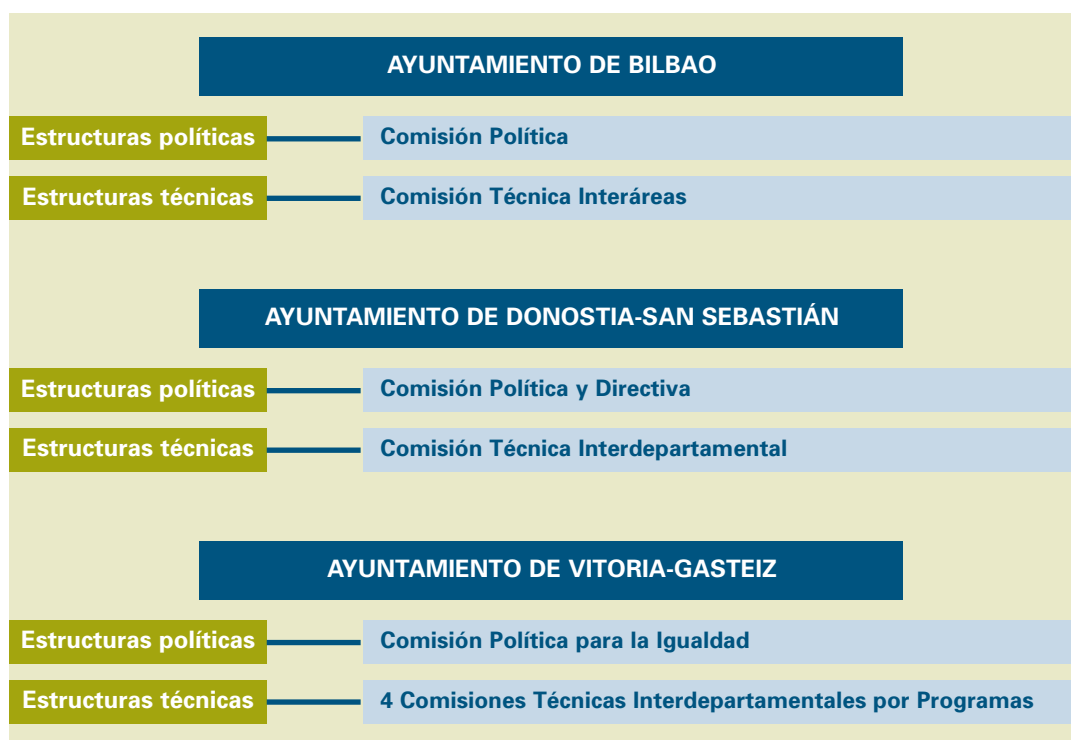 AYUNTAMIENTO DE BILBAO
Estructuras políticas Comisión Política
Estructuras técnicas Comisión Técnica Interáreas
AYUNTAMIENTO DE DONOSTIA-SAN SEBASTIÁN
Estructuras políticas Comisión Política y Directiva
Estructuras técnicas Comisión Técnica Interdepartamental
AYUNTAMIENTO DE VITORIA-GASTEIZ
Estructuras políticas Comisión Política para la Igualdad
Estructuras técnicas 4 Comisiones Técnicas Interdepartamentales por Programas